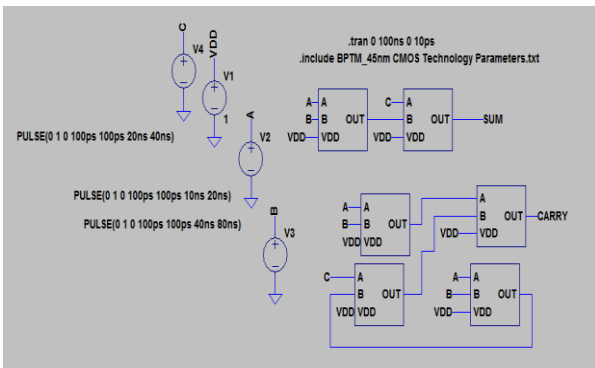 C
V4
VDD
V1
1
.tran 0 100ns 0 10ps
.include BPTM_45nm CMOS Technology Parameters.txt
PULSE(0 1 0 100ps 100ps 20ns 40ns)
A
V2
PULSE(0 1 0 100ps 100ps 10ns 20ns)
PULSE(0 1 0 100ps 100ps 40ns 80ns)
B
V3
A A C A
B B OUT B OUT SUM
VDD VDD VDD VDD
A A
B B OUT
VDD VDD
A
B OUT CARRY
VDD VDD
C A
B OUT
VDD VDD
A A
B B OUT
VDD VDD